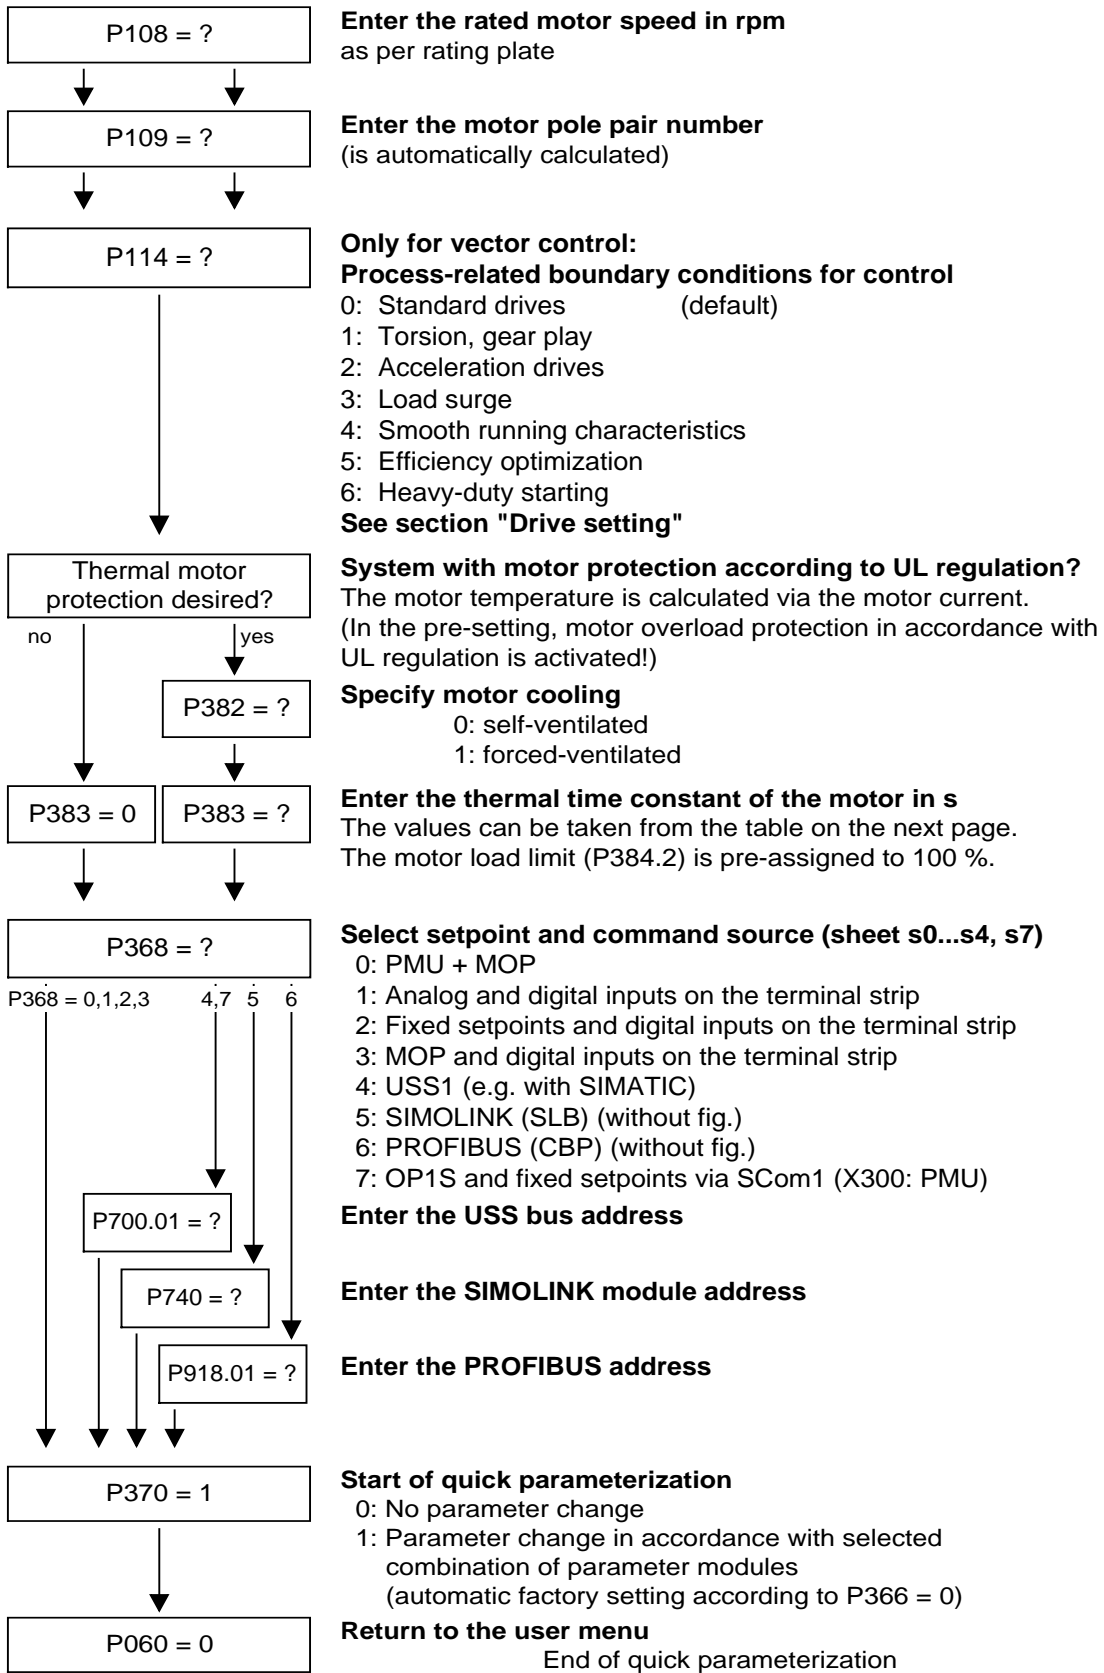 P108 = ?
Enter the rated motor speed in rpm
as per rating plate
P109 = ?
Enter the motor pole pair number
(is automatically calculated)
P114 = ?
Only for vector control:
Process-related boundary conditions for control
0: Standard drives (default)
1: Torsion, gear play
2: Acceleration drives
3: Load surge
4: Smooth running characteristics
5: Efficiency optimization
6: Heavy-duty starting
See section "Drive setting"
Thermal motor
protection desired?
no
yes
System with motor protection according to UL regulation?
The motor temperature is calculated via the motor current.
(In the pre-setting, motor overload protection in accordance with
UL regulation is activated!)
P382 = ?
Specify motor cooling
0: self-ventilated
1: forced-ventilated
P383 = 0
P383 = ?
Enter the thermal time constant of the motor in s
The values can be taken from the table on the next page.
The motor load limit (P384.2) is pre-assigned to 100 %.
P368 = ?
P368 = 0,1,2,3 4,7 5 6
Select setpoint and command source (sheet s0...s4, s7)
0: PMU + MOP
1: Analog and digital inputs on the terminal strip
2: Fixed setpoints and digital inputs on the terminal strip
3: MOP and digital inputs on the terminal strip
4: USS1 (e.g. with SIMATIC)
5: SIMOLINK (SLB) (without fig.)
6: PROFIBUS (CBP) (without fig.)
7: OP1S and fixed setpoints via SCom1 (X300: PMU)
P700.01 = ?
Enter the USS bus address
P740 = ?
Enter the SIMOLINK module address
P918.01 = ?
Enter the PROFIBUS address
P370 = 1
Start of quick parameterization
0: No parameter change
1: Parameter change in accordance with selected
combination of parameter modules
(automatic factory setting according to P366 = 0)
P060 = 0
Return to the user menu
End of quick parameterization